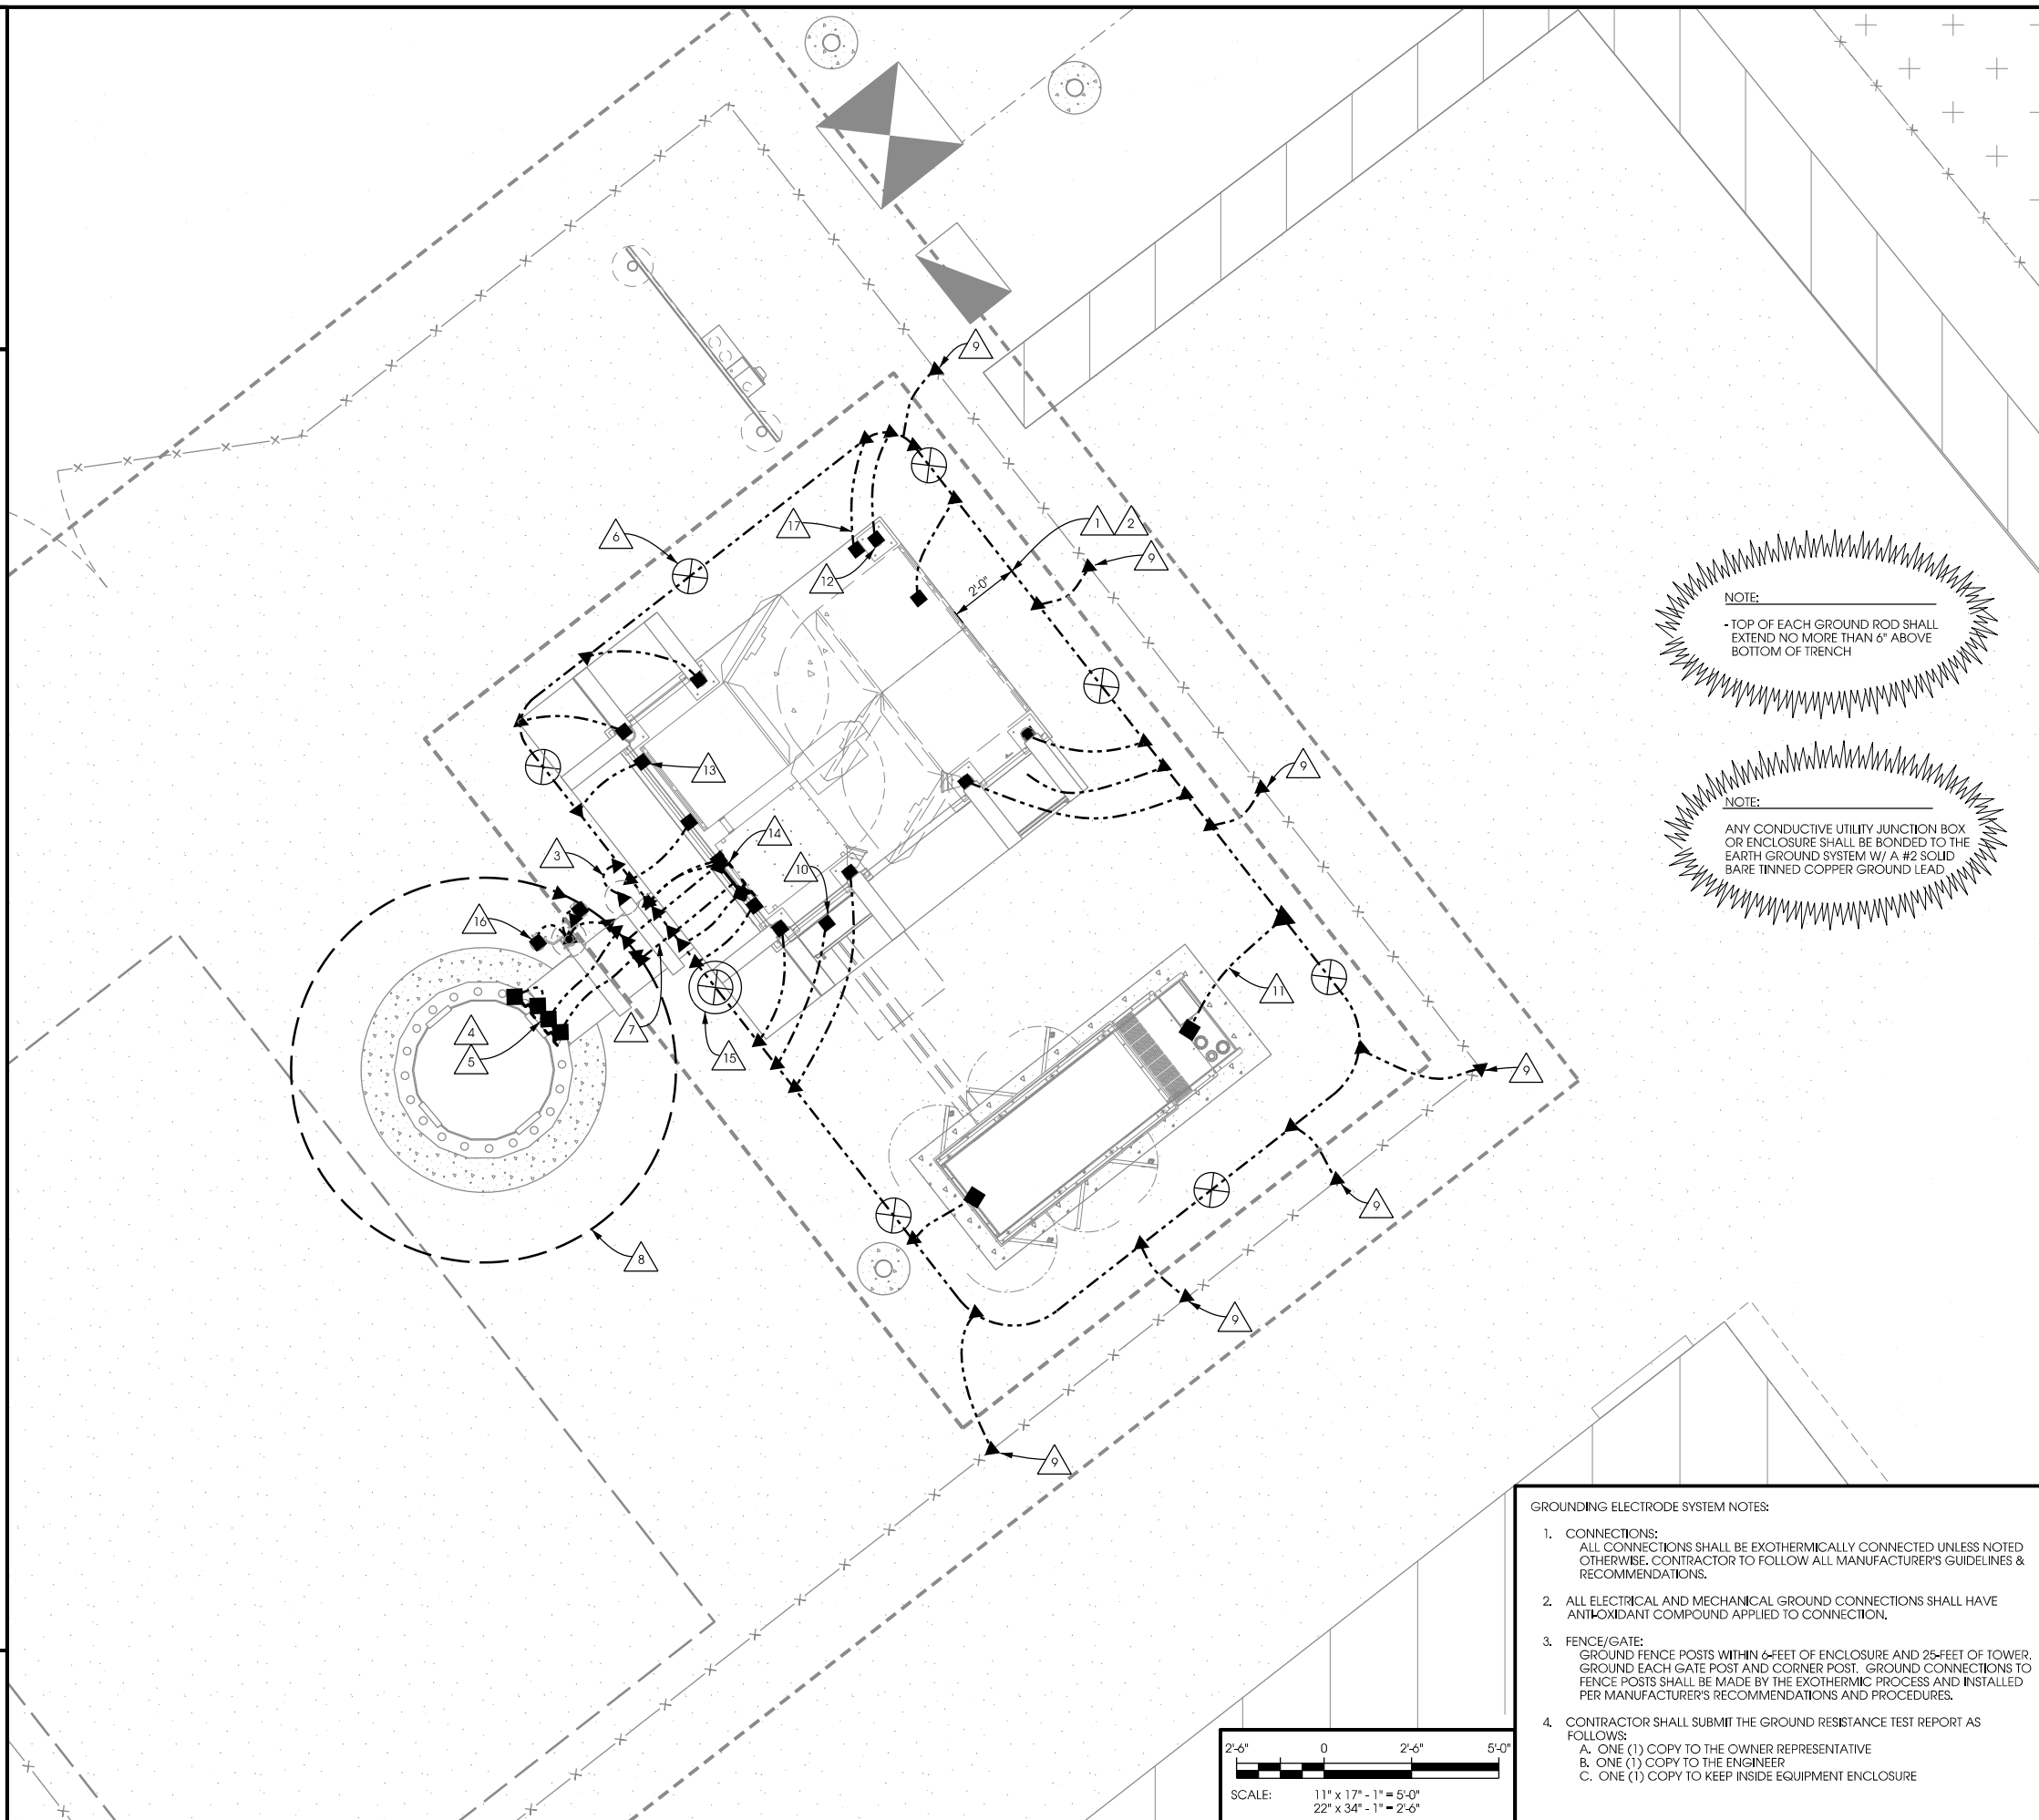 9
6
17
1
2
9
12
2'-0"
NOTE:
- TOP OF EACH GROUND ROD SHALL
EXTEND NO MORE THAN 6" ABOVE
BOTTOM OF TRENCH
13
9
NOTE:
ANY CONDUCTIVE UTILITY JUNCTION BOX
OR ENCLOSURE SHALL BE BONDED TO THE
EARTH GROUND SYSTEM W/ A #2 SOLID
BARE TINNED COPPER GROUND LEAD
14
3
10
16
11
4
7
5
15
9
9
8
9
9
GROUNDING ELECTRODE SYSTEM NOTES:
1. CONNECTIONS:
ALL CONNECTIONS SHALL BE EXOTHERMICALLY CONNECTED UNLESS NOTED
OTHERWISE. CONTRACTOR TO FOLLOW ALL MANUFACTURER'S GUIDELINES &
RECOMMENDATIONS.
2. ALL ELECTRICAL AND MECHANICAL GROUND CONNECTIONS SHALL HAVE
ANTI-OXIDANT COMPOUND APPLIED TO CONNECTION.
3. FENCE/GATE:
GROUND FENCE POSTS WITHIN 6-FEET OF ENCLOSURE AND 25-FEET OF TOWER.
GROUND EACH GATE POST AND CORNER POST. GROUND CONNECTIONS TO
FENCE POSTS SHALL BE MADE BY THE EXOTHERMIC PROCESS AND INSTALLED
PER MANUFACTURER'S RECOMMENDATIONS AND PROCEDURES.
4. CONTRACTOR SHALL SUBMIT THE GROUND RESISTANCE TEST REPORT AS
FOLLOWS:
A. ONE (1) COPY TO THE OWNER REPRESENTATIVE
B. ONE (1) COPY TO THE ENGINEER
C. ONE (1) COPY TO KEEP INSIDE EQUIPMENT ENCLOSURE
2'-6" 0 2'-6" 5'-0"
SCALE: 11" x 17" - 1" = 5'-0"
22" x 34" - 1" = 2'-6"